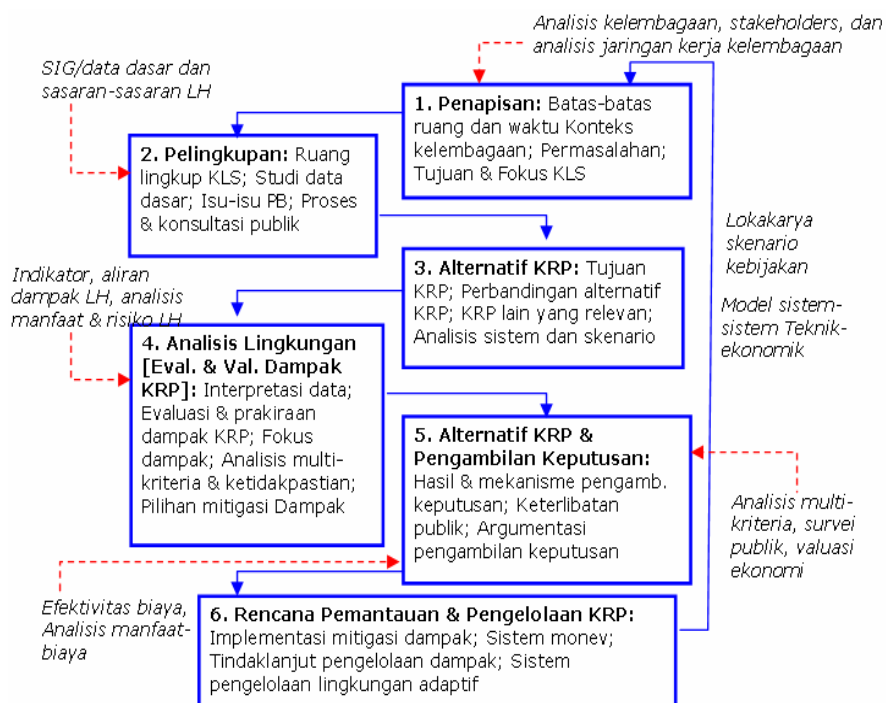 Analisis kelembagaan, stakeholders, dan
analisis jaringan kerja kelembagaan
SIG/data dasar dan
sasaran-sasaran LH
1. Penapisan: Batas-batas
ruang dan waktu Konteks
kelembagaan; Permasalahan;
Tujuan & Fokus KLS
2. Pelingkupan: Ruang
lingkup KLS; Studi data
dasar; Isu-isu PB; Proses
& konsultasi publik
Lokakarya
skenario
kebijakan
Model sistem-
sistem Teknik-
ekonomik
3. Alternatif KRP: Tujuan
KRP; Perbandingan alternatif
KRP; KRP lain yang relevan;
Analisis sistem dan skenario
Indikator, aliran
dampak LH, analisis
manfaat & risiko LH
4. Analisis Lingkungan
[Eval. & Val. Dampak
KRP]: Interpretasi data;
Evaluasi & prakiraan
dampak KRP; Fokus
dampak; Analisis multi-
kriteria & ketidakpastian;
Pilihan mitigasi Dampak
5. Alternatif KRP &
Pengambilan Keputusan:
Hasil & mekanisme pengamb.
keputusan; Keterlibatan
publik; Argumentasi
pengambilan keputusan
Analisis multi-
kriteria, survei
publik, valuasi
ekonomi
Efektivitas biaya,
Analisis manfaat-
biaya
6. Rencana Pemantauan & Pengelolaan KRP:
Implementasi mitigasi dampak; Sistem monev;
Tindaklanjut pengelolaan dampak; Sistem
pengelolaan lingkungan adaptif